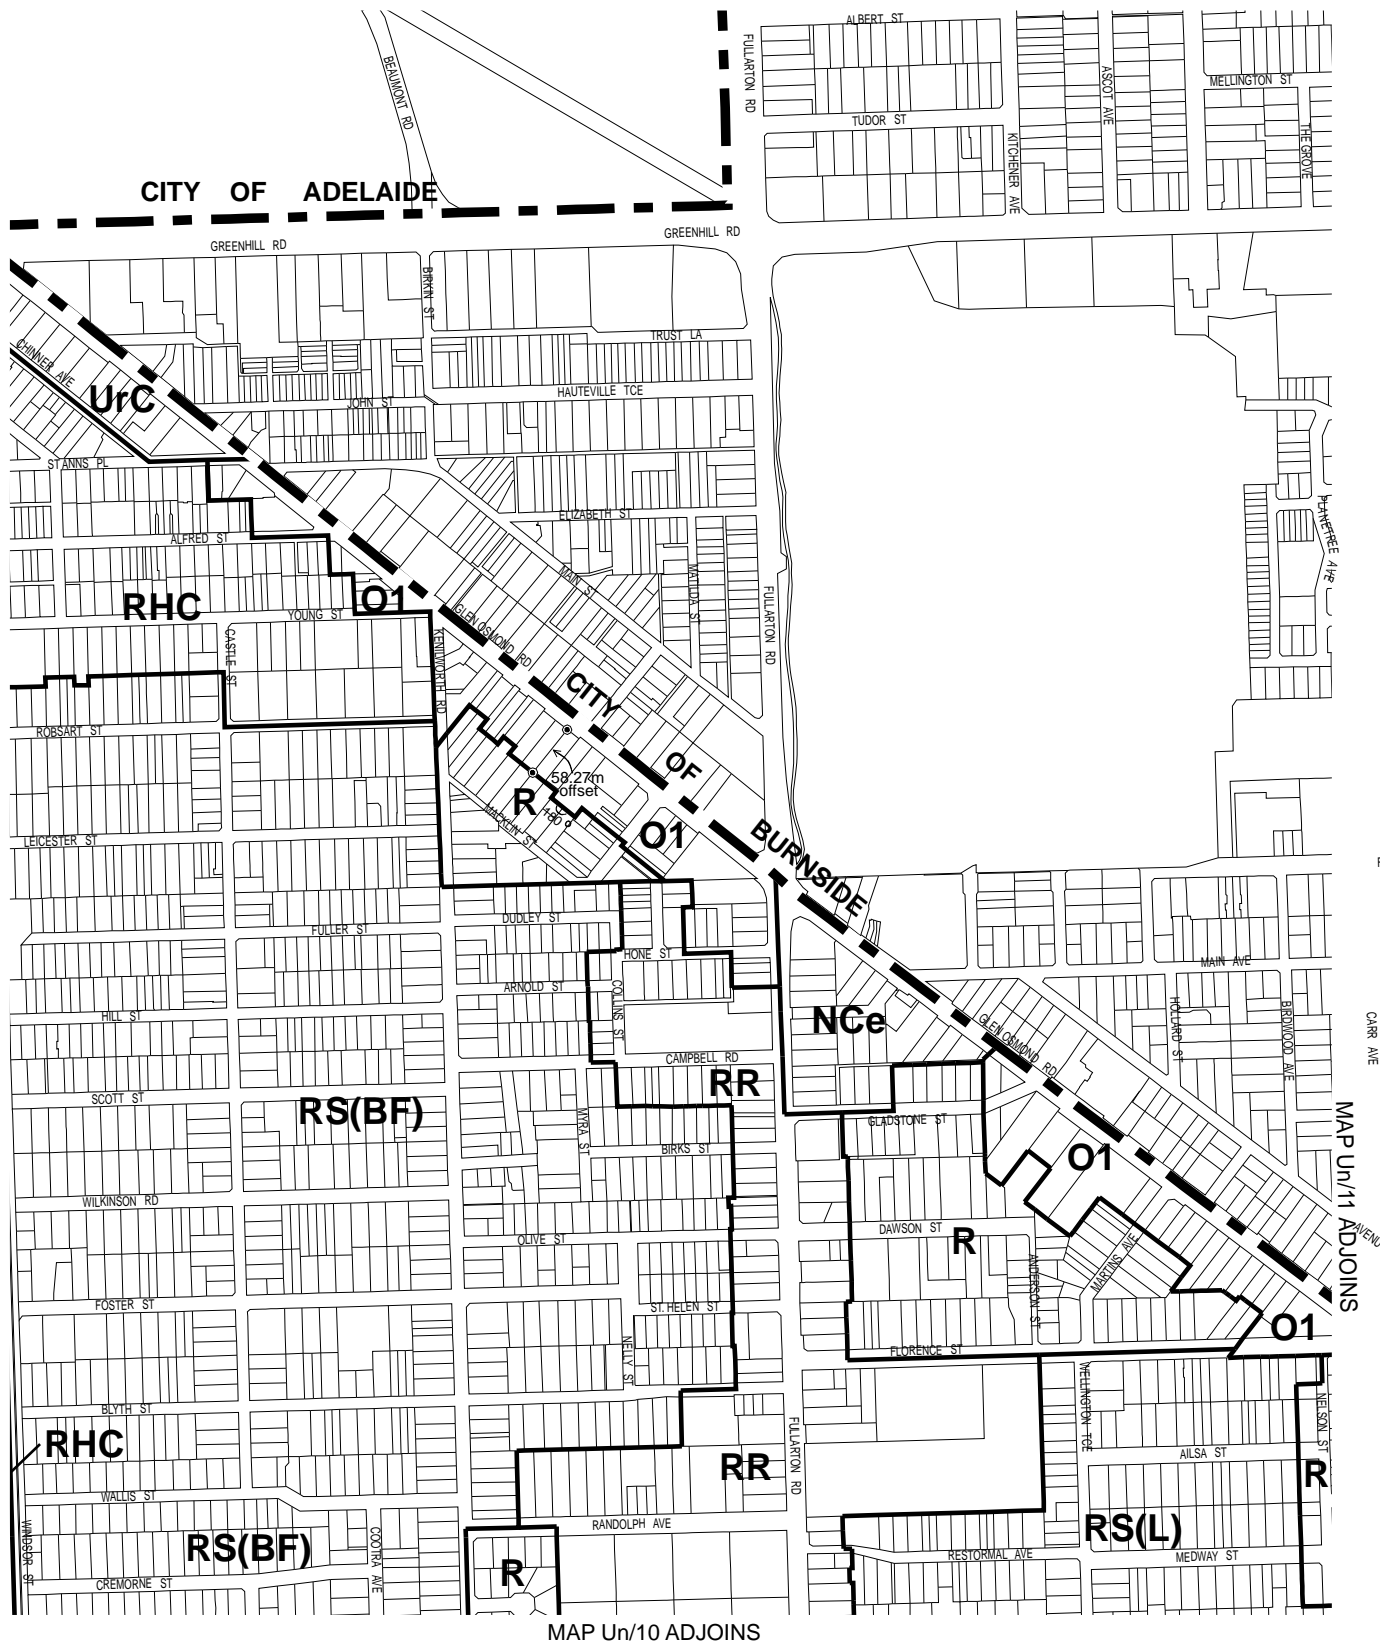 ALBERT ST
FULLARTON RD
BEAUMONT RD
ASCOT AVE
MELLINGTON ST
TUDOR ST
KITCHENER AVE
THE GROVE
CITY OF ADELAIDE
GREENHILL RD
GREENHILL RD
BIRKIN ST
TRUST LA
CHINNER AVE
UrC
HAUTEVILLE TCE
JOHN ST
ST ANNS PL
ELIZABETH ST
PLANETREE AVE
ALFRED ST
MAIN ST
MATILDA ST
FULLARTON RD
RHC
O1
YOUNG ST
GLEN OSMOND RD
CASTLE ST
KENILWORTH RD
CITY
OF
BURNSIDE
ROBSART ST
58.27m
offset
R
180
MACKLIN ST
O1
LEICESTER ST
DUDLEY ST
FULLER ST
HONE ST
MAIN AVE
ARNOLD ST
COLLINS ST
HILL ST
NCe
GLEN OSMOND RD
HOLLARD ST
BIRDWOOD AVE
CARR AVE
CAMPBELL RD
RR
SCOTT ST
RS(BF)
MYRA ST
GLADSTONE ST
BIRKS ST
O1
MAP Un/11 ADJOINS
WILKINSON RD
OLIVE ST
DAWSON ST
R
ANDERSON ST
MARTINS AVE
AVENU
FOSTER ST
ST. HELEN ST
O1
NELLY ST
FLORENCE ST
WELLINGTON TCE
NELSON ST
BLYTH ST
RHC
FULLARTON RD
RR
AILSA ST
R
WALLIS ST
WINDSOR ST
RANDOLPH AVE
RS(L)
RS(BF)
COOTRA AVE
RESTORMAL AVE
MEDWAY ST
R
CREMORNE ST
MAP Un/10 ADJOINS